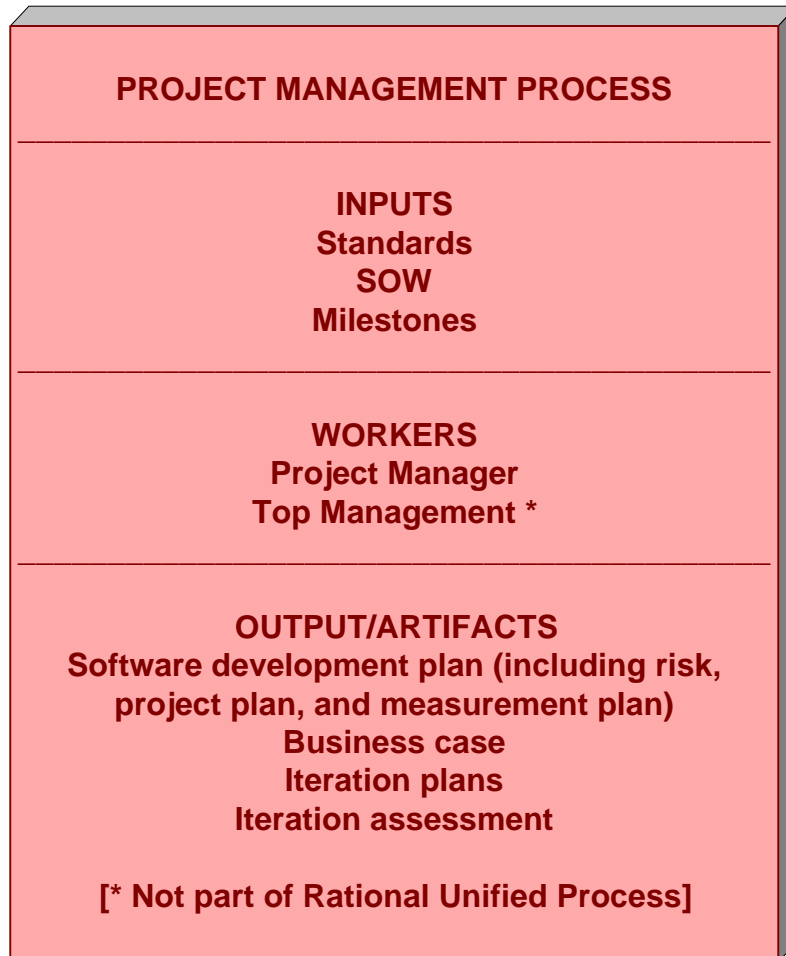 PROJECT MANAGEMENT PROCESS
INPUTS
Standards
SOW
Milestones
WORKERS
Project Manager
Top Management *
OUTPUT/ARTIFACTS
Software development plan (including risk,
project plan, and measurement plan)
Business case
Iteration plans
Iteration assessment
[* Not part of Rational Unified Process]